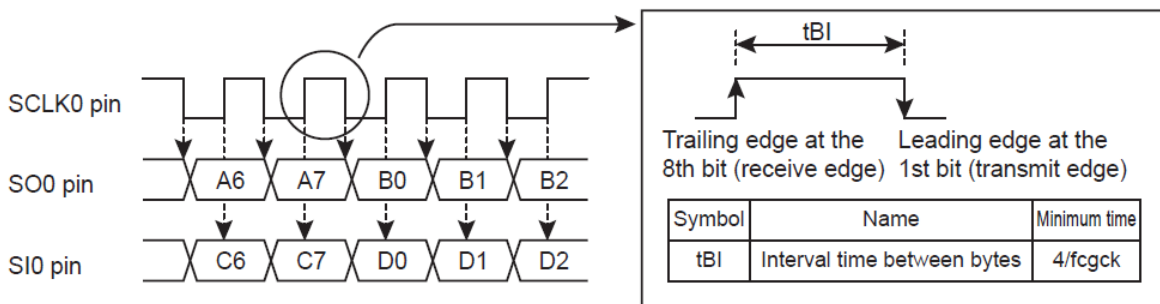 SCLK0 pin
SO0 pin
A6 A7 B0 B1 B2
SI0 pin
C6 C7 D0 D1 D2
tBI
Trailing edge at the
8th bit (receive edge)
Leading edge at the
1st bit (transmit edge)
Symbol Name Minimum time
tBI Interval time between bytes 4/fcgck